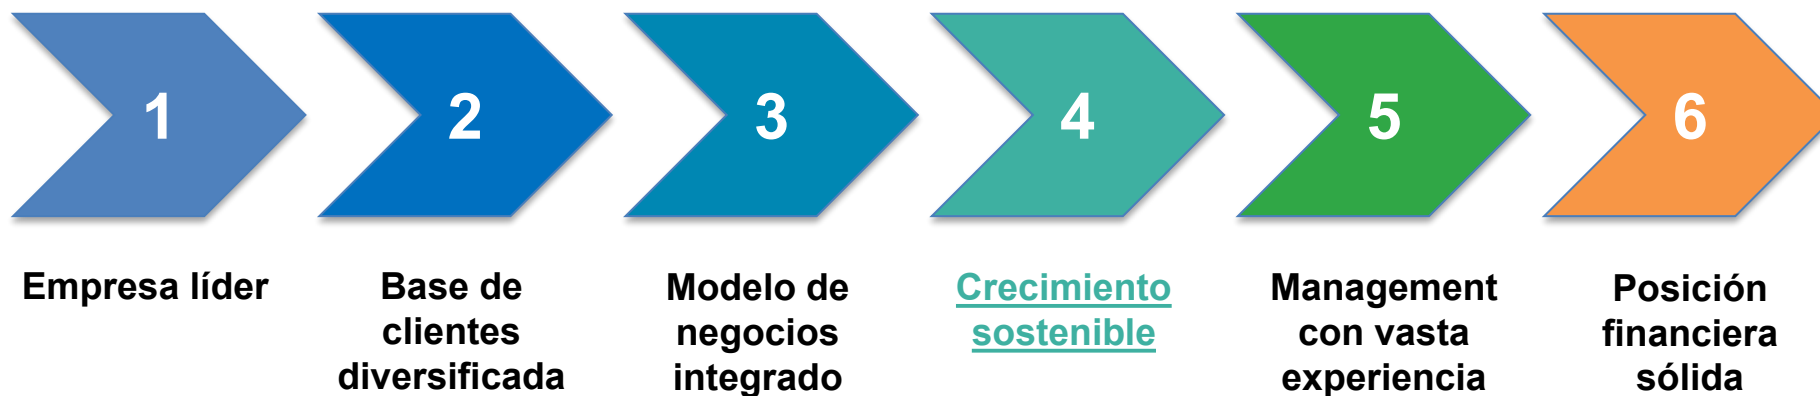 1
2
3
4
5
6
Empresa líder
Base de
clientes
diversificada
Modelo de
negocios
integrado
Crecimiento
sostenible
Management
con vasta
experiencia
Posición
financiera
sólida